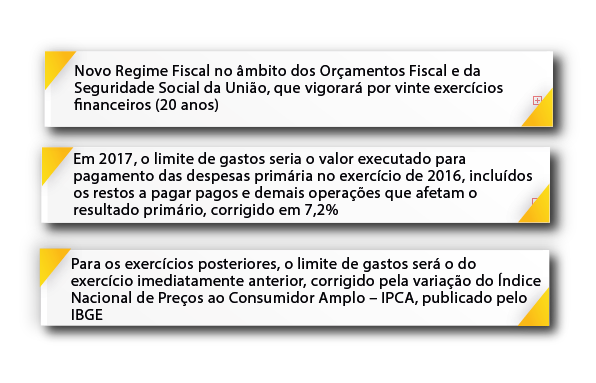 Novo Regime Fiscal no âmbito dos Orçamentos Fiscal e da
Seguridade Social da União, que vigorará por vinte exercícios
financeiros (20 anos)
Em 2017, o limite de gastos seria o valor executado para
pagamento das despesas primária no exercício de 2016, incluídos
os restos a pagar pagos e demais operações que afetam o
resultado primário, corrigido em 7,2%
Para os exercícios posteriores, o limite de gastos será o do
exercício imediatamente anterior, corrigido pela variação do Índice
Nacional de Preços ao Consumidor Amplo – IPCA, publicado pelo
IBGE